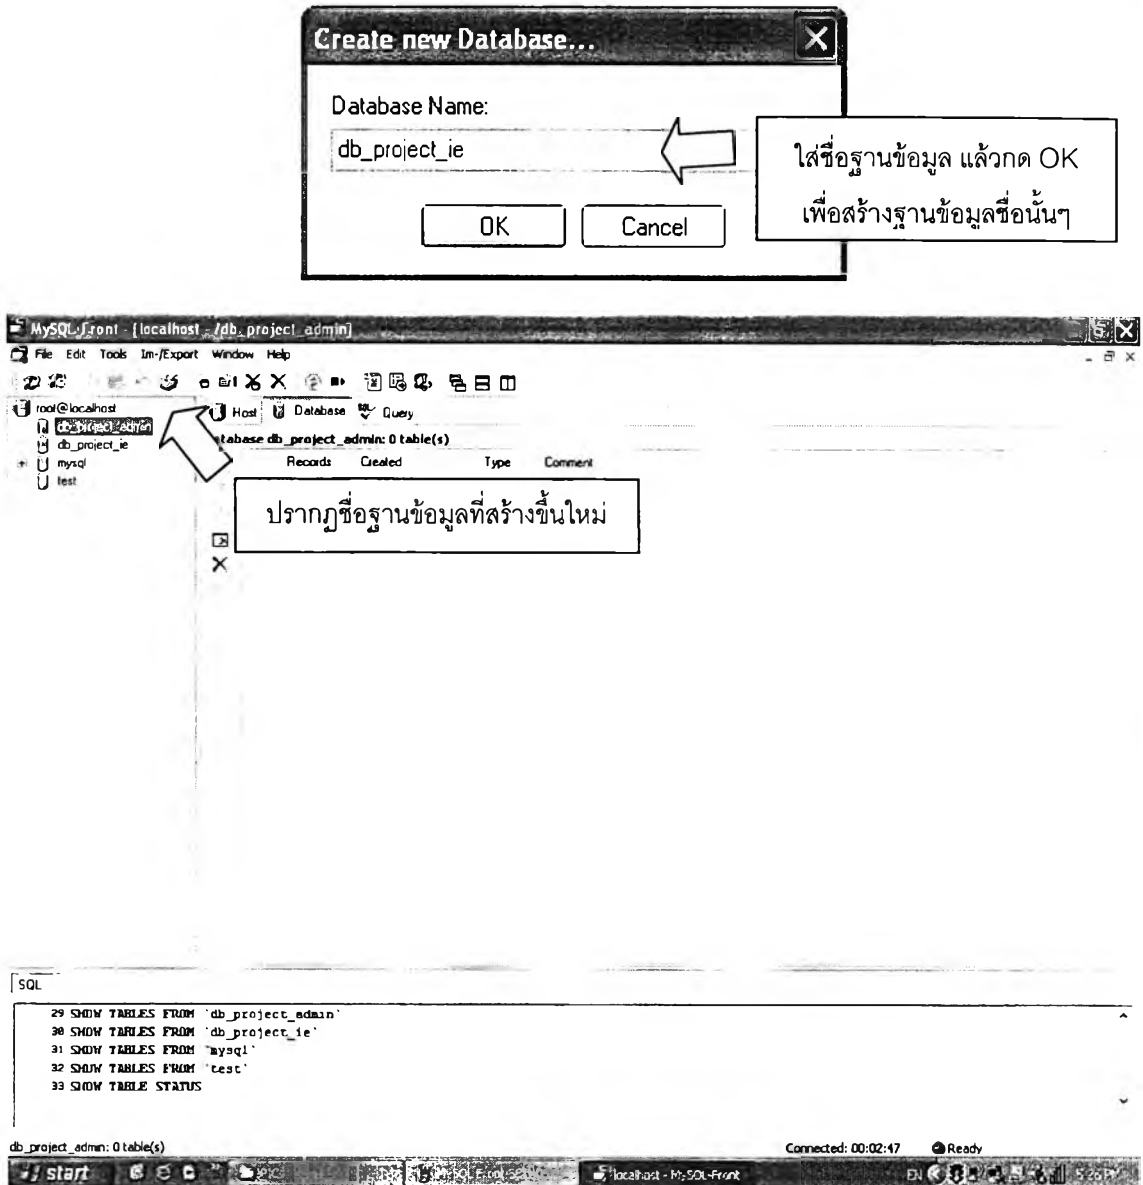 Create new Database...
Database Name:
db_project_ie
ใส่ชื่อฐานข้อมูล แล้วกด OK
เพื่อสร้างฐานข้อมูลชื่อนั้นๆ
OK
Cancel
MySQL-Front - [localhost - /db_project_admin]
File Edit Tools Im-/Export Window Help
root@localhost
db_project_admin
db_project_ie
mysql
test
Host Database Query
tabase db_project_admin: 0 table(s)
Records Created Type Comment
ปรากฏชื่อฐานข้อมูลที่สร้างขึ้นใหม่
SQL
29 SHOW TABLES FROM `db_project_admin`
30 SHOW TABLES FROM `db_project_ie`
31 SHOW TABLES FROM `mysql`
32 SHOW TABLES FROM `test`
33 SHOW TABLE STATUS
db_project_admin: 0 table(s)
Connected: 00:02:47
Ready
start
localhost - MySQL-Front
EN
5:26 PM